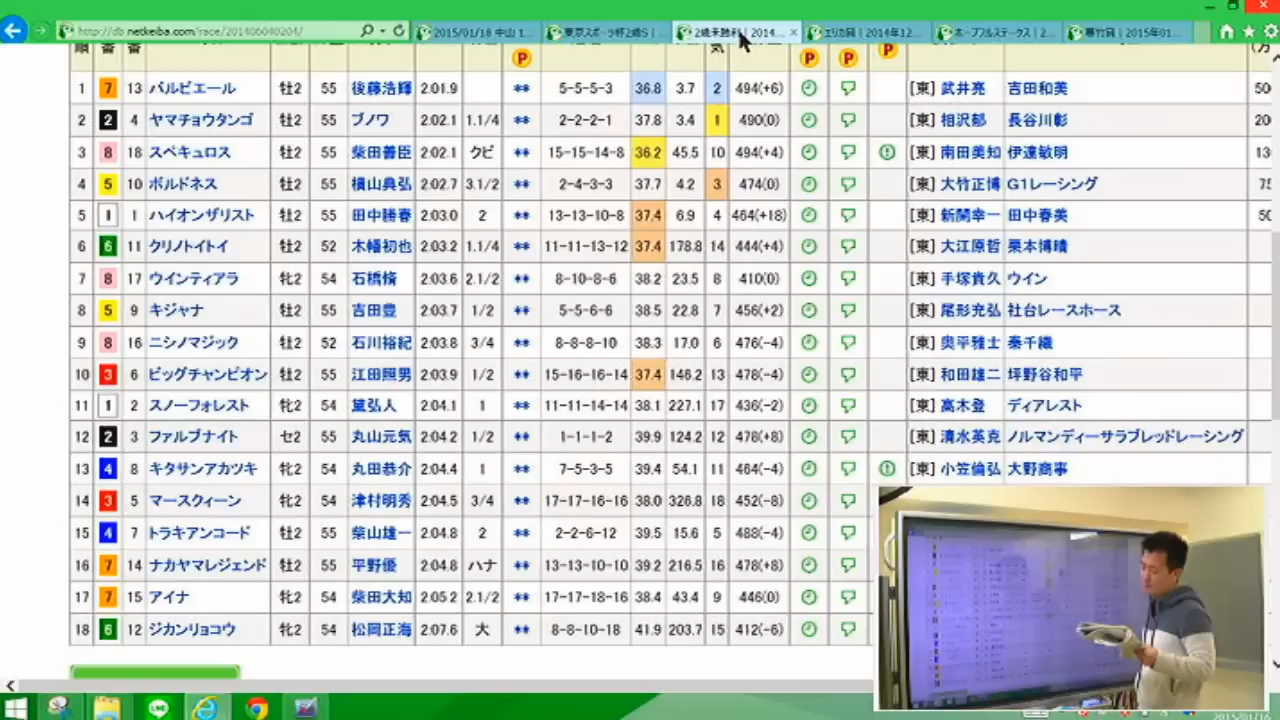 http://db.netkeiba.com/race/201406040204/
2015/01/18 中山 1...
東京スポーツ杯2歳S | ...
2歳未勝利 | 2014...
エリカ賞 | 2014年12...
ホープフルステークス | 2...
寒竹賞 | 2015年01...
順 番 番 気 (万
P P P P
1 7 13 バルビエール 牡2 55 後藤浩輝 2:01.9 ** 5-5-5-3 36.8 3.7 2 494(+6) [東] 武井亮 吉田和美 50
2 2 4 ヤマチョウタンゴ 牡2 55 ブノワ 2:02.1 1.1/4 ** 2-2-2-1 37.8 3.4 1 490(0) [東] 相沢郁 長谷川彰 20
3 8 18 スペキュロス 牡2 55 柴田善臣 2:02.1 クビ ** 15-15-14-8 36.2 45.5 10 494(+4) [東] 南田美知 伊達敏明 13
4 5 10 ボルドネス 牡2 55 横山典弘 2:02.7 3.1/2 ** 2-4-3-3 37.7 4.2 3 474(0) [東] 大竹正博 G1レーシング 75
5 1 1 ハイオンザリスト 牡2 55 田中勝春 2:03.0 2 ** 13-13-10-8 37.4 6.9 4 464(+18) [東] 新開幸一 田中春美 50
6 6 11 クリノトイトイ 牡2 52 木幡初也 2:03.2 1.1/4 ** 11-11-13-12 37.4 178.8 14 444(+4) [東] 大江原哲 栗本博晴
7 8 17 ウインティアラ 牝2 54 石橋脩 2:03.6 2.1/2 ** 8-10-8-6 38.2 23.5 8 410(0) [東] 手塚貴久 ウイン
8 5 9 キジャナ 牡2 55 吉田豊 2:03.7 1/2 ** 5-5-6-6 38.5 22.8 7 456(+2) [東] 尾形充弘 社台レースホース
9 8 16 ニシノマジック 牡2 52 石川裕紀 2:03.8 3/4 ** 8-8-8-10 38.3 17.0 6 476(-4) [東] 奥平雅士 秦千織
10 3 6 ビッグチャンピオン 牡2 55 江田照男 2:03.9 1/2 ** 15-16-16-14 37.4 146.2 13 478(-4) [東] 和田雄二 坪野谷和平
11 1 2 スノーフォレスト 牝2 54 黛弘人 2:04.1 1 ** 11-11-14-14 38.1 227.1 17 436(-2) [東] 高木登 ディアレスト
12 2 3 ファルブナイト セ2 55 丸山元気 2:04.2 1/2 ** 1-1-1-2 39.9 124.2 12 478(+8) [東] 清水英克 ノルマンディーサラブレッドレーシング
13 4 8 キタサンアカツキ 牝2 54 丸田恭介 2:04.4 1 ** 7-5-3-5 39.4 54.1 11 464(-4) [東] 小笠倫弘 大野商事
14 3 5 マースクィーン 牝2 54 津村明秀 2:04.5 3/4 ** 17-17-16-16 38.0 326.8 18 452(-8)
15 4 7 トラキアンコード 牡2 55 柴山雄一 2:04.8 2 ** 2-2-6-12 39.5 15.6 5 488(-4)
16 7 14 ナカヤマレジェンド 牡2 55 平野優 2:04.8 ハナ ** 13-13-10-10 39.2 216.5 16 478(+8)
17 7 15 アイナ 牝2 54 柴田大知 2:05.2 2.1/2 ** 17-17-18-16 38.4 43.4 9 446(0)
18 6 12 ジカンリョコウ 牝2 54 松岡正海 2:07.6 大 ** 8-8-10-18 41.9 203.7 15 412(-6)
LINE
2015/01/16